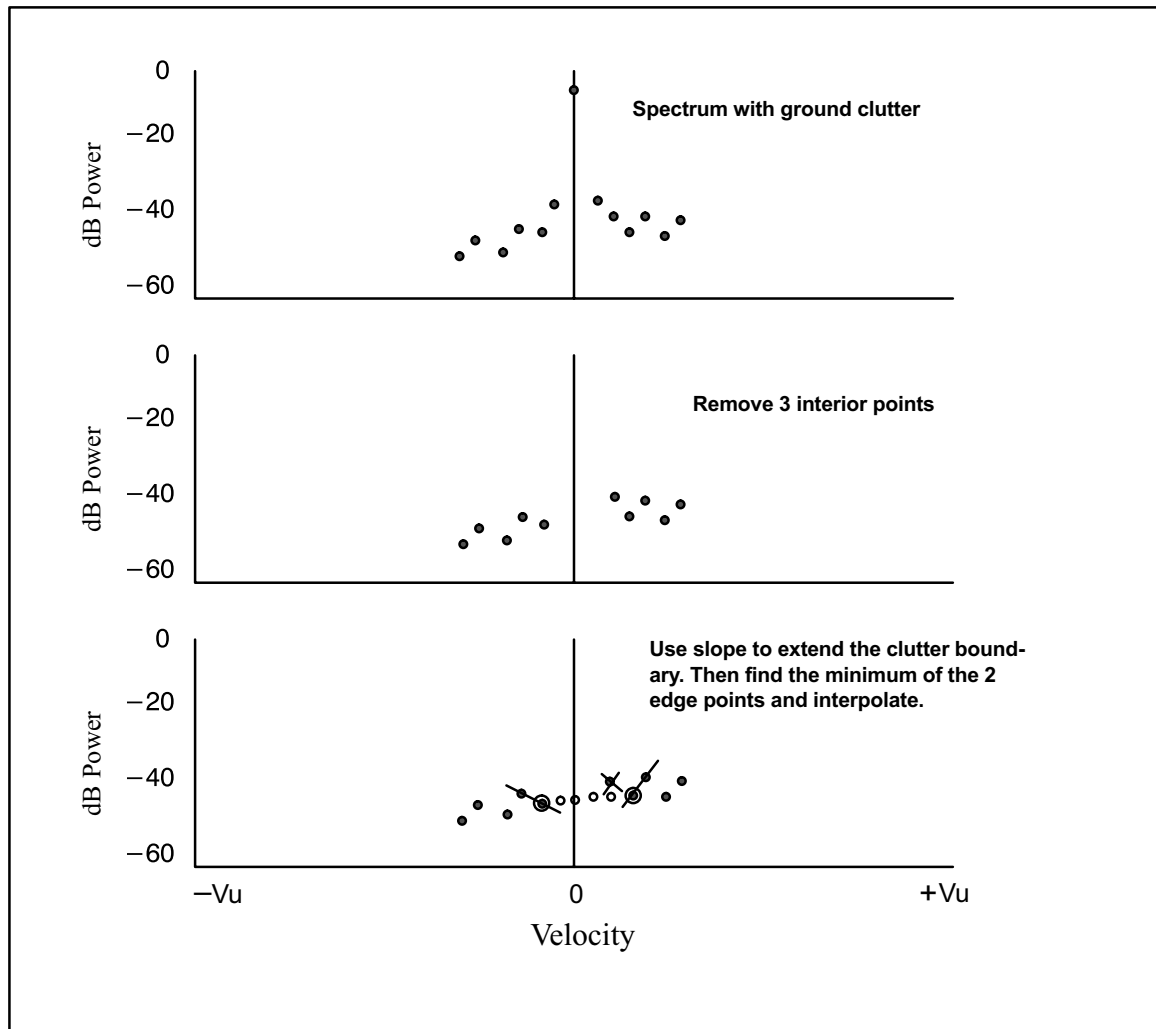 0
Spectrum with ground clutter
−20
dB Power
−40
−60
0
Remove 3 interior points
−20
dB Power
−40
−60
0
Use slope to extend the clutter bound-
ary. Then find the minimum of the 2
edge points and interpolate.
−20
dB Power
−40
−60
−Vu
0
+Vu
Velocity